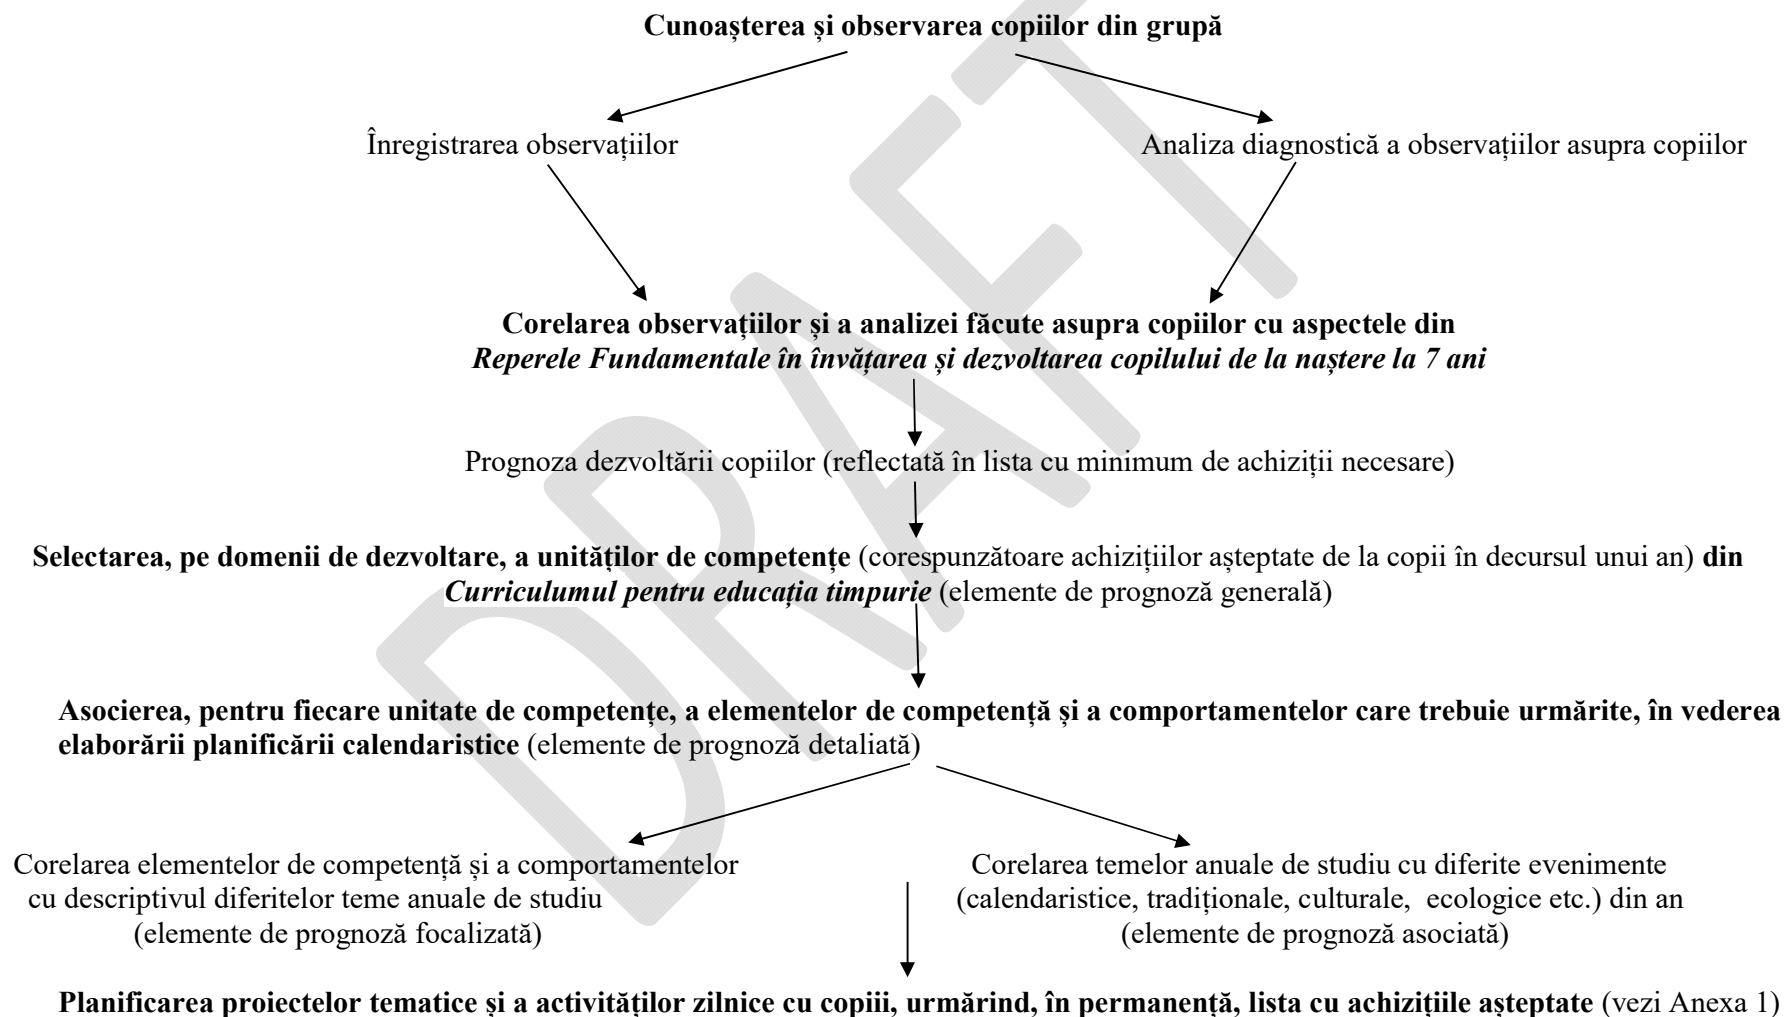 Cunoașterea și observarea copiilor din grupă
Înregistrarea observațiilor
Analiza diagnostică a observațiilor asupra copiilor
Corelarea observațiilor și a analizei făcute asupra copiilor cu aspectele din
Reperele Fundamentale în învățarea și dezvoltarea copilului de la naștere la 7 ani
Prognoza dezvoltării copiilor (reflectată în lista cu minimum de achiziții necesare)
Selectarea, pe domenii de dezvoltare, a unităților de competențe (corespunzătoare achizițiilor așteptate de la copii în decursul unui an) din
Curriculumul pentru educația timpurie (elemente de prognoză generală)
Asocierea, pentru fiecare unitate de competențe, a elementelor de competență și a comportamentelor care trebuie urmărite, în vederea
elaborării planificării calendaristice (elemente de prognoză detaliată)
Corelarea elementelor de competență și a comportamentelor
cu descriptivul diferitelor teme anuale de studiu
(elemente de prognoză focalizată)
Corelarea temelor anuale de studiu cu diferite evenimente
(calendaristice, tradiționale, culturale, ecologice etc.) din an
(elemente de prognoză asociată)
Planificarea proiectelor tematice și a activităților zilnice cu copiii, urmărind, în permanență, lista cu achizițiile așteptate (vezi Anexa 1)
DRAFT